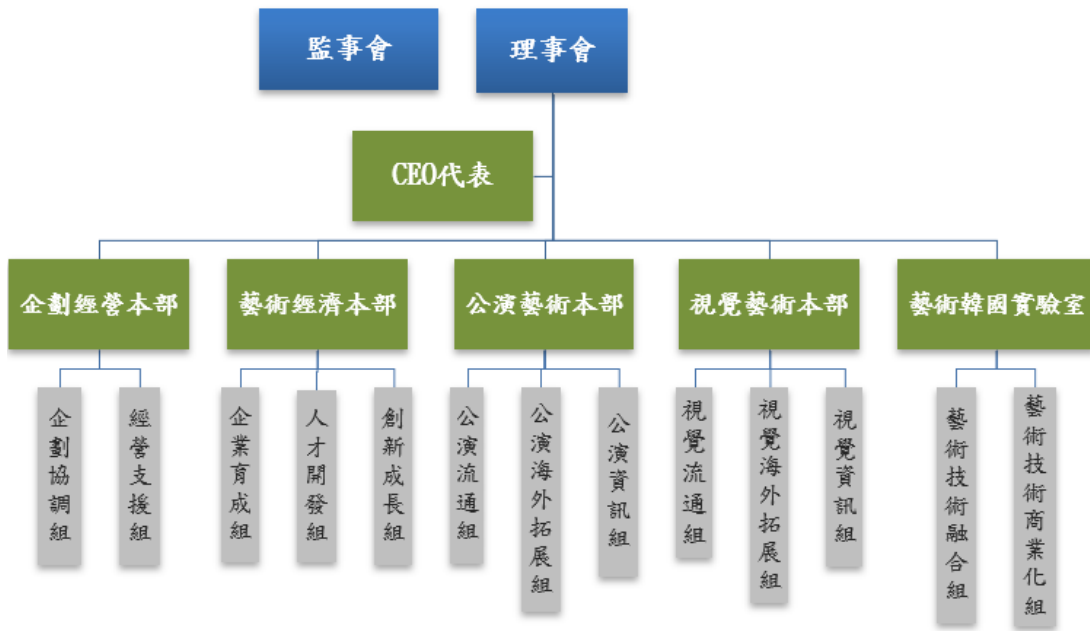 監事會
理事會
CEO代表
企劃經營本部
藝術經濟本部
公演藝術本部
視覺藝術本部
藝術韓國實驗室
企劃協調組
經營支援組
企業育成組
人才開發組
創新成長組
公演流通組
公演海外拓展組
公演資訊組
視覺流通組
視覺海外拓展組
視覺資訊組
藝術技術融合組
藝術技術商業化組